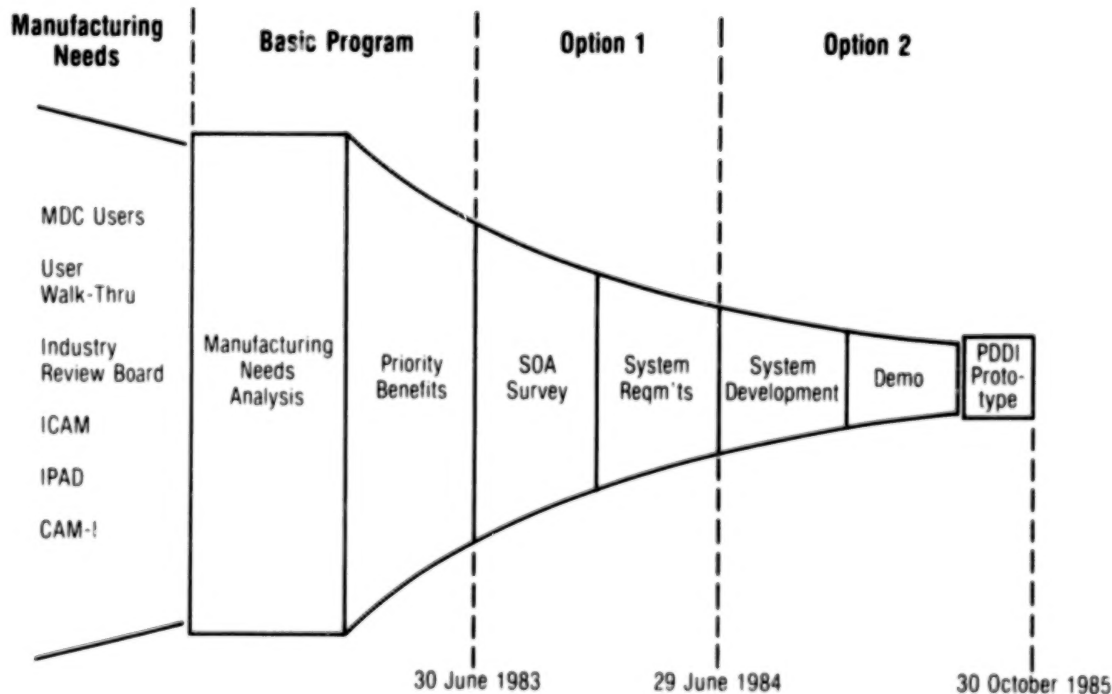 Manufacturing
Needs
Basic Program
Option 1
Option 2
MDC Users
User
Walk-Thru
Industry
Review Board
ICAM
IPAD
CAM-I
Manufacturing
Needs
Analysis
Priority
Benefits
SOA
Survey
System
Reqm'ts
System
Development
Demo
PDDI
Proto-
type
30 June 1983
29 June 1984
30 October 1985